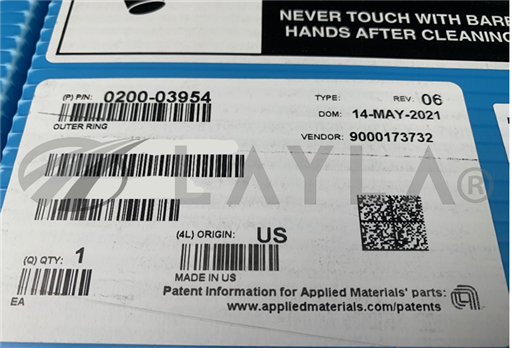 NEVER TOUCH WITH BARE
HANDS AFTER CLEANING
(P) P/N: 0200-03954
TYPE:
REV: 06
OUTER RING
DOM: 14-MAY-2021
VENDOR: 9000173732
LAYLA®
(4L) ORIGIN: US
(Q) QTY: 1
EA
MADE IN US
Patent Information for Applied Materials' parts:
www.appliedmaterials.com/patents